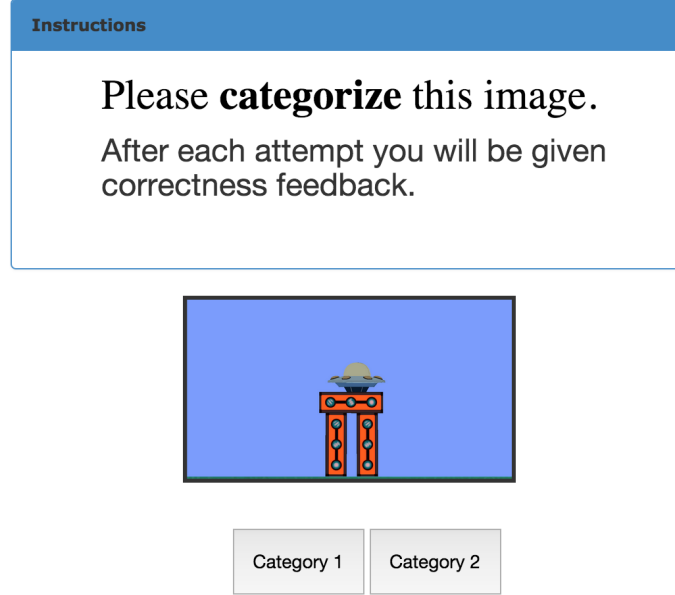 Instructions
Please categorize this image.
After each attempt you will be given
correctness feedback.
Category 1
Category 2